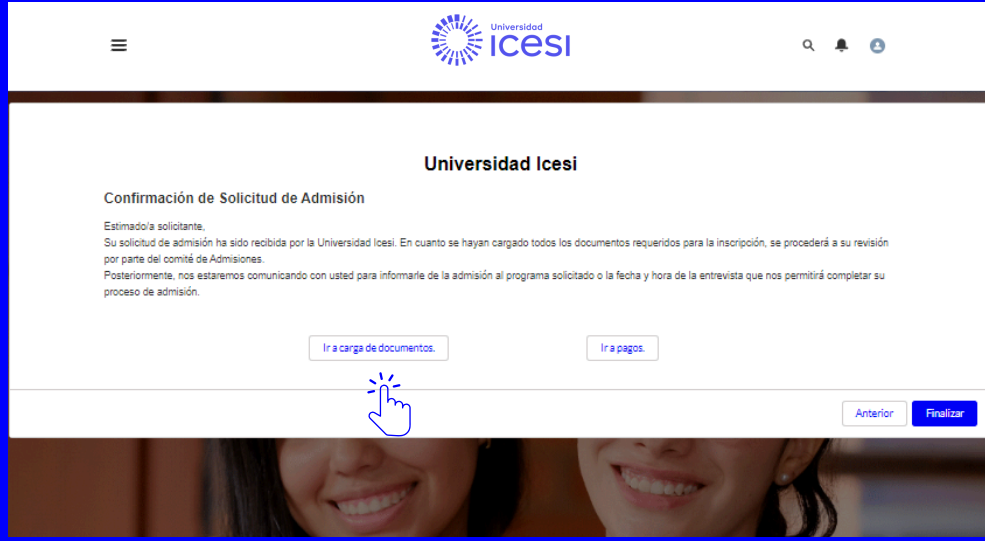 Universidad
Icesi
Universidad Icesi
Confirmación de Solicitud de Admisión
Estimado/a solicitante,
Su solicitud de admisión ha sido recibida por la Universidad Icesi. En cuanto se hayan cargado todos los documentos requeridos para la inscripción, se procederá a su revisión
por parte del comité de Admisiones.
Posteriormente, nos estaremos comunicando con usted para informarle de la admisión al programa solicitado o la fecha y hora de la entrevista que nos permitirá completar su
proceso de admisión.
Ir a carga de documentos.
Ir a pagos.
Anterior
Finalizar